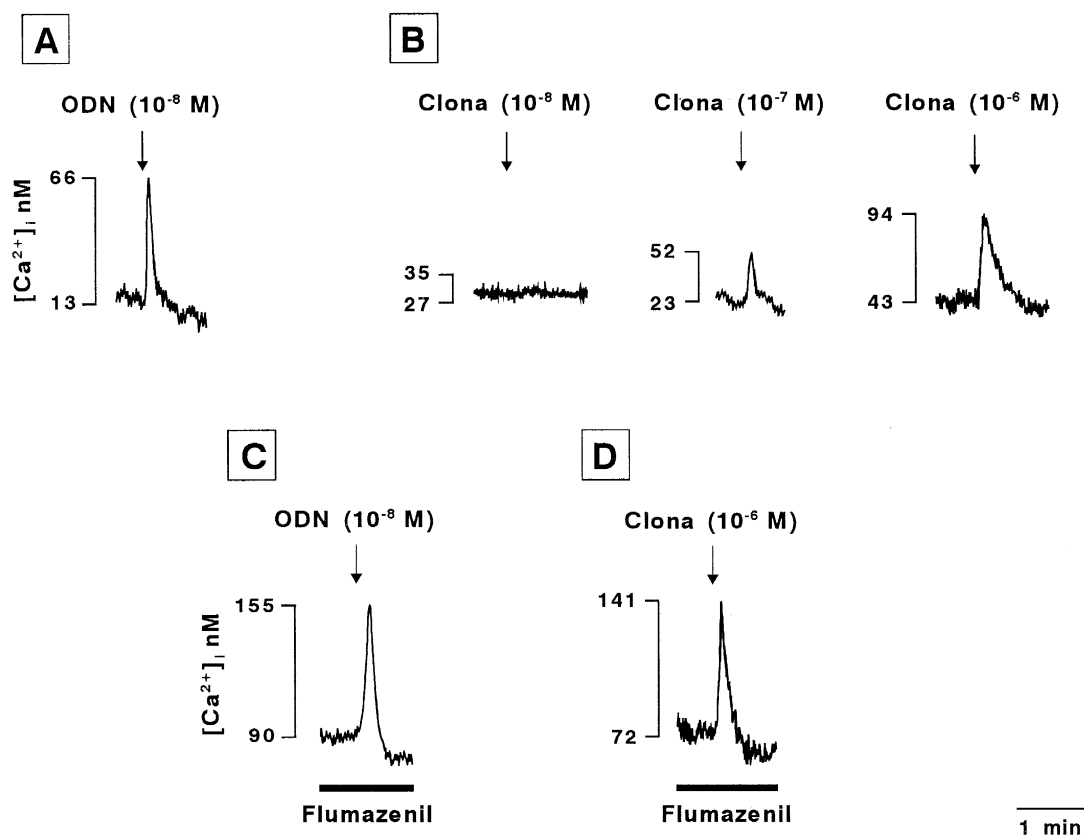 A
B
ODN (10⁻⁸ M)
Clona (10⁻⁸ M)
Clona (10⁻⁷ M)
Clona (10⁻⁶ M)
[Ca²⁺]ᵢ, nM
66
13
35
27
52
23
94
43
C
D
ODN (10⁻⁸ M)
Clona (10⁻⁶ M)
[Ca²⁺]ᵢ, nM
155
90
141
72
Flumazenil
Flumazenil
1 min